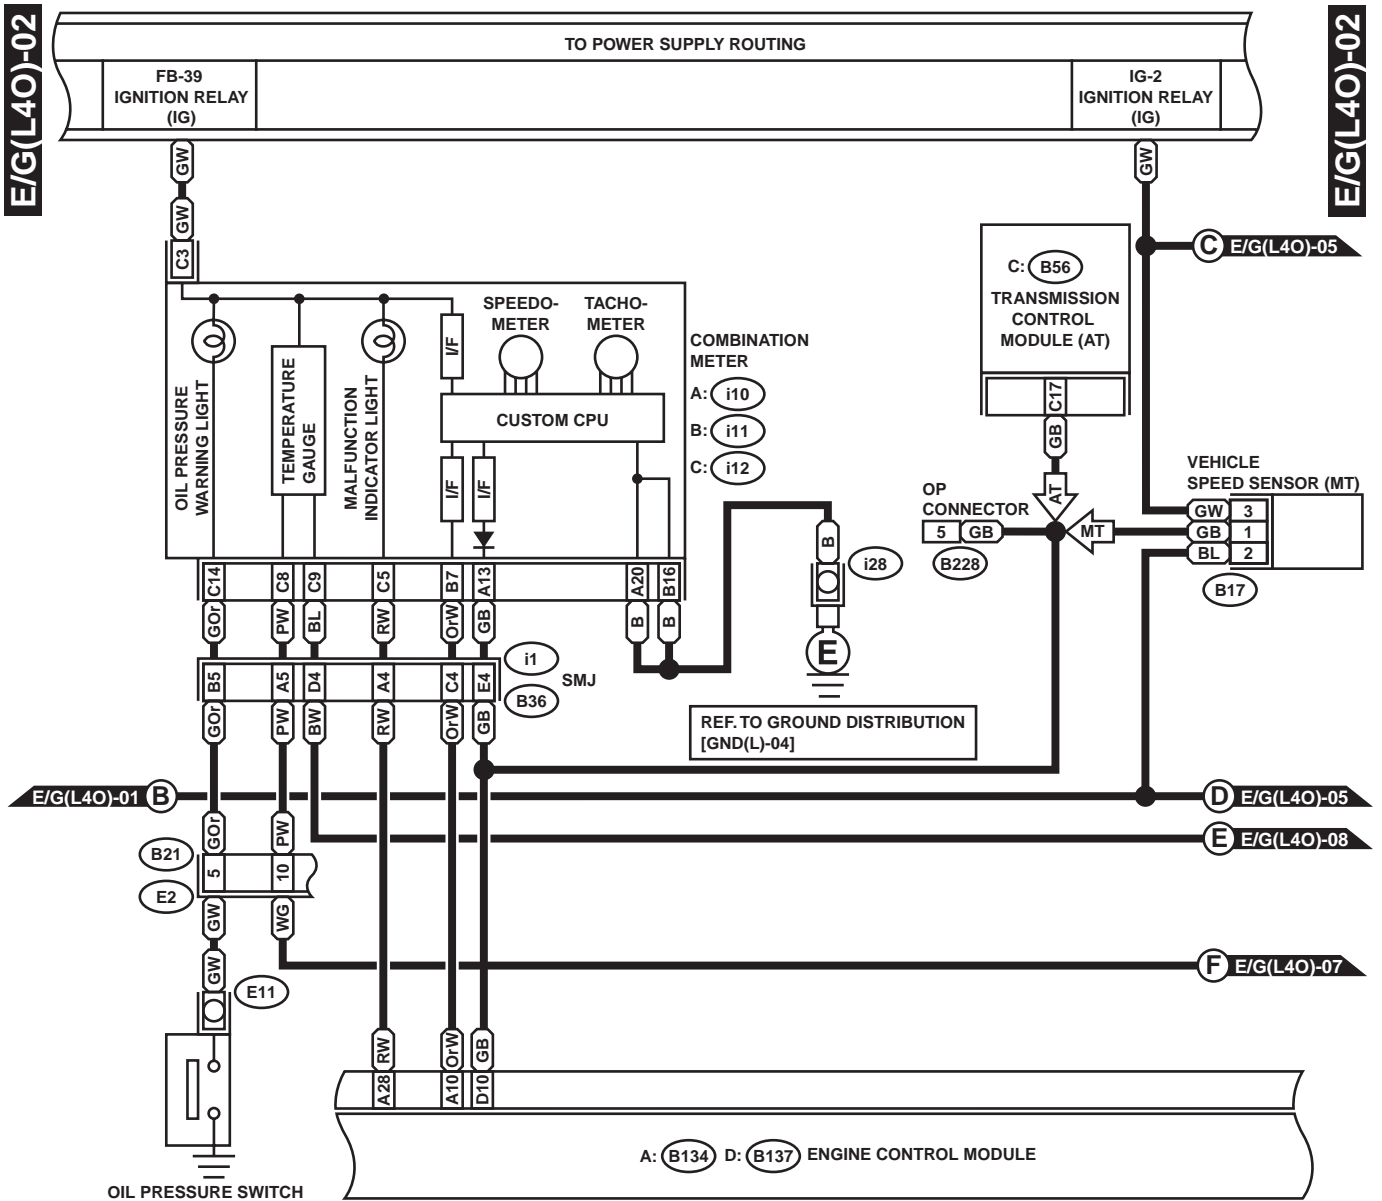 E/G(L4O)-02
E/G(L4O)-02
TO POWER SUPPLY ROUTING
FB-39
IGNITION RELAY
(IG)
IG-2
IGNITION RELAY
(IG)
GW
GW
C3
GW
C E/G(L4O)-05
C: B56
TRANSMISSION
CONTROL
MODULE (AT)
C17
GB
AT
SPEEDO-
METER
TACHO-
METER
I/F
CUSTOM CPU
I/F
I/F
OIL PRESSURE
WARNING LIGHT
TEMPERATURE
GAUGE
MALFUNCTION
INDICATOR LIGHT
COMBINATION
METER
A: i10
B: i11
C: i12
OP
CONNECTOR
5 GB
B228
MT
VEHICLE
SPEED SENSOR (MT)
GW 3
GB 1
BL 2
B17
B
i28
E
C14 C8 C9 C5 B7 A13 A20 B16
GOr PW BL RW OrW GB B B
i1
SMJ
B36
B5 A5 D4 A4 C4 E4
GOr PW BW RW OrW GB
REF. TO GROUND DISTRIBUTION
[GND(L)-04]
E/G(L4O)-01 B
D E/G(L4O)-05
GOr PW
E E/G(L4O)-08
B21
5 10
E2
GW WG
GW
F E/G(L4O)-07
E11
RW OrW GB
A28 A10 D10
A: B134 D: B137 ENGINE CONTROL MODULE
OIL PRESSURE SWITCH